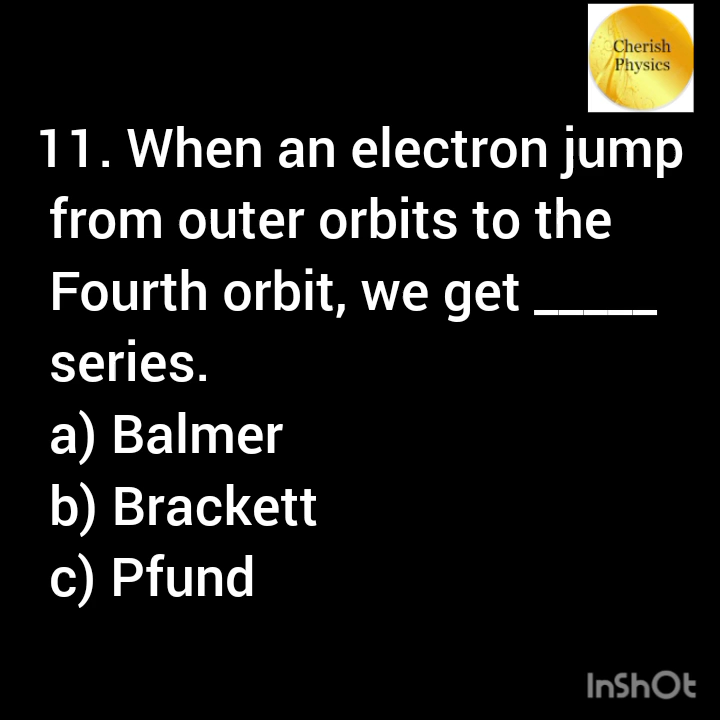 Cherish
Physics
11. When an electron jump
from outer orbits to the
Fourth orbit, we get _____
series.
a) Balmer
b) Brackett
c) Pfund
InShOt